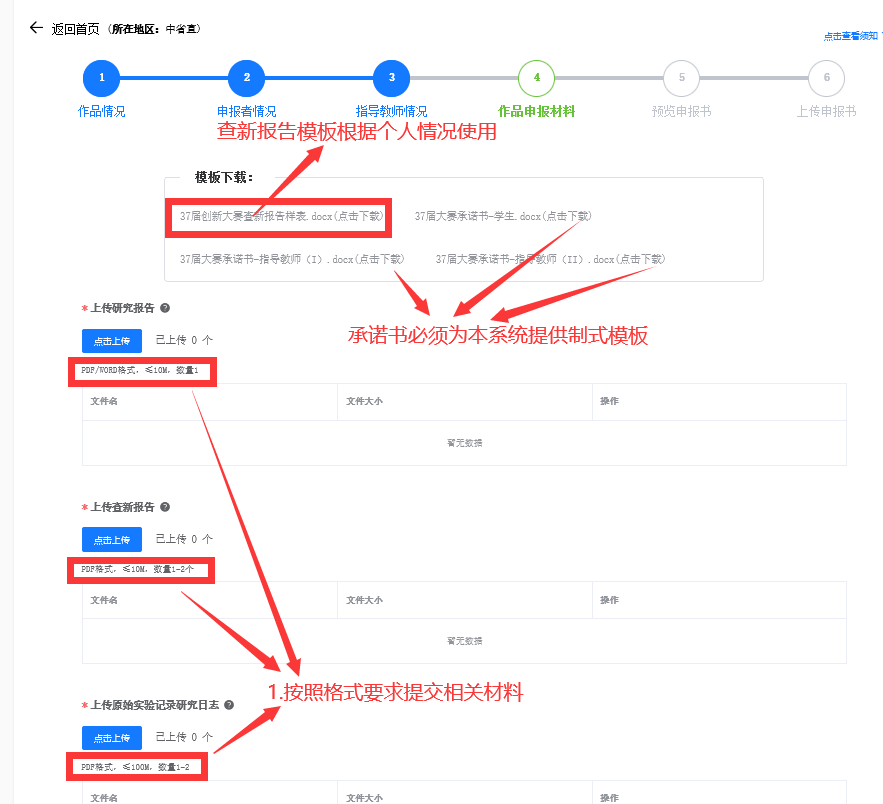 返回首页 (所在地区: 中省直)
点击查看须知
1 2 3 4 5 6
作品情况 申报者情况 指导教师情况 作品申报材料 预览申报书 上传申报书
查新报告模板根据个人情况使用
模板下载:
37届创新大赛查新报告样表.docx(点击下载) 37届大赛承诺书-学生.docx(点击下载)
37届大赛承诺书-指导教师 (I) .docx(点击下载) 37届大赛承诺书-指导教师 (II) .docx(点击下载)
* 上传研究报告 ?
承诺书必须为本系统提供制式模板
点击上传 已上传 0 个
PDF/WORD格式, ≤10M, 数量1
文件名 文件大小 操作
暂无数据
* 上传查新报告 ?
点击上传 已上传 0 个
PDF格式, ≤10M, 数量1-2个
文件名 文件大小 操作
暂无数据
1.按照格式要求提交相关材料
* 上传原始实验记录研究日志 ?
点击上传 已上传 0 个
PDF格式, ≤100M, 数量1-2
文件名 文件大小 操作